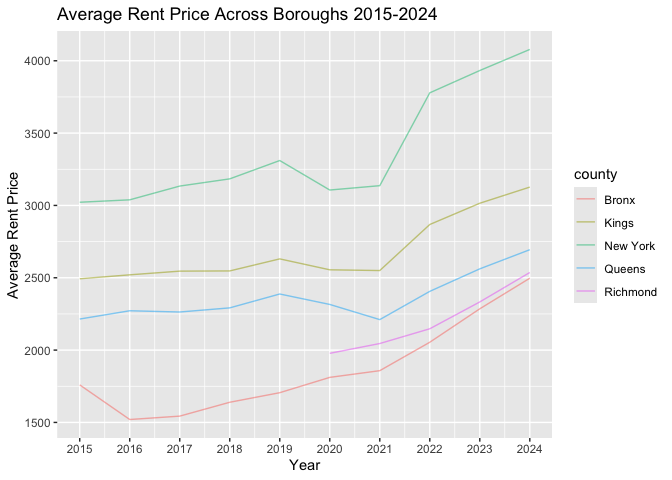 Average Rent Price Across Boroughs 2015-2024
Average Rent Price
4000
3500
3000
2500
2000
1500
2015 2016 2017 2018 2019 2020 2021 2022 2023 2024
Year
county
Bronx
Kings
New York
Queens
Richmond